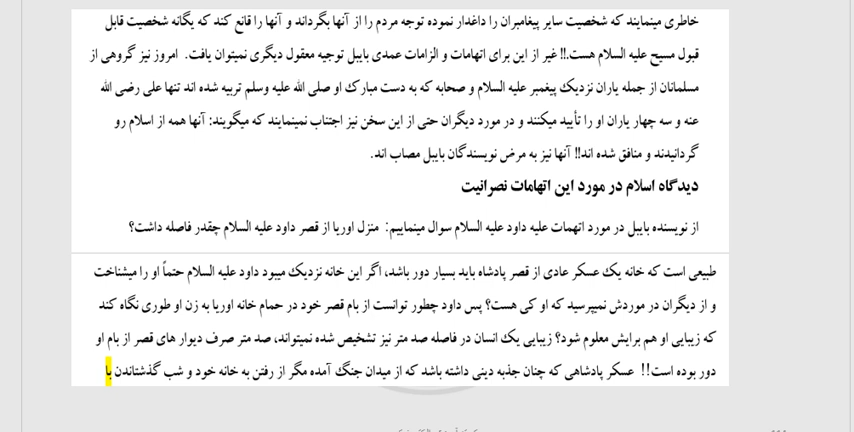 خاطری مینمایند که شخصیت سایر پیغامبران را داغدار نموده توجه مردم را از آنها بگرداند و آنها را قانع کند که یگانه شخصیت قابل
قبول مسیح علیه السلام هست.!! غیر از این برای اتهامات و الزامات عمدی بایبل توجیه معقول دیگری نمیتوان یافت. امروز نیز گروهی از
مسلمانان از جمله یاران نزدیک پیغمبر علیه السلام و صحابه که به دست مبارک او صلی الله علیه وسلم تربیه شده اند تنها علی رضی الله
عنه و سه چهار یاران او را تأیید میکنند و در مورد دیگران حتی از این سخن نیز اجتناب نمینمایند که میگویند: آنها همه از اسلام رو
گردانیدند و منافق شده اند!! آنها نیز به مرض نویسندگان بایبل مصاب اند.
دیدگاه اسلام در مورد این اتهامات نصرانیت
از نویسنده بایبل در مورد اتهمات علیه داود علیه السلام سوال مینماییم: منزل اوریا از قصر داود علیه السلام چقدر فاصله داشت؟
طبیعی است که خانه یک عسکر عادی از قصر پادشاه باید بسیار دور باشد، اگر این خانه نزدیک میبود داود علیه السلام حتماً او را میشناخت
و از دیگران در موردش نمیپرسید که او کی هست؟ پس داود چطور توانست از بام قصر خود در حمام خانه اوریا به زن او طوری نگاه کند
که زیبایی او هم برایش معلوم شود؟ زیبایی یک انسان در فاصله صد متر نیز تشخیص شده نمیتواند، صد متر صرف دیوار های قصر از بام او
دور بوده است!! عسکر پادشاهی که چنان جذبه دینی داشته باشد که از میدان جنگ آمده مگر از رفتن به خانه خود و شب گذشتاندن با